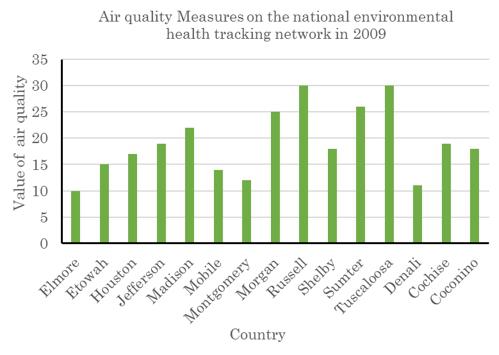 Air quality Measures on the national environmental
health tracking network in 2009
Value of air quality
35
30
25
20
15
10
5
0
Elmore
Etowah
Houston
Jefferson
Madison
Mobile
Montgomery
Morgan
Russell
Shelby
Sumter
Tuscaloosa
Denali
Cochise
Coconino
Country